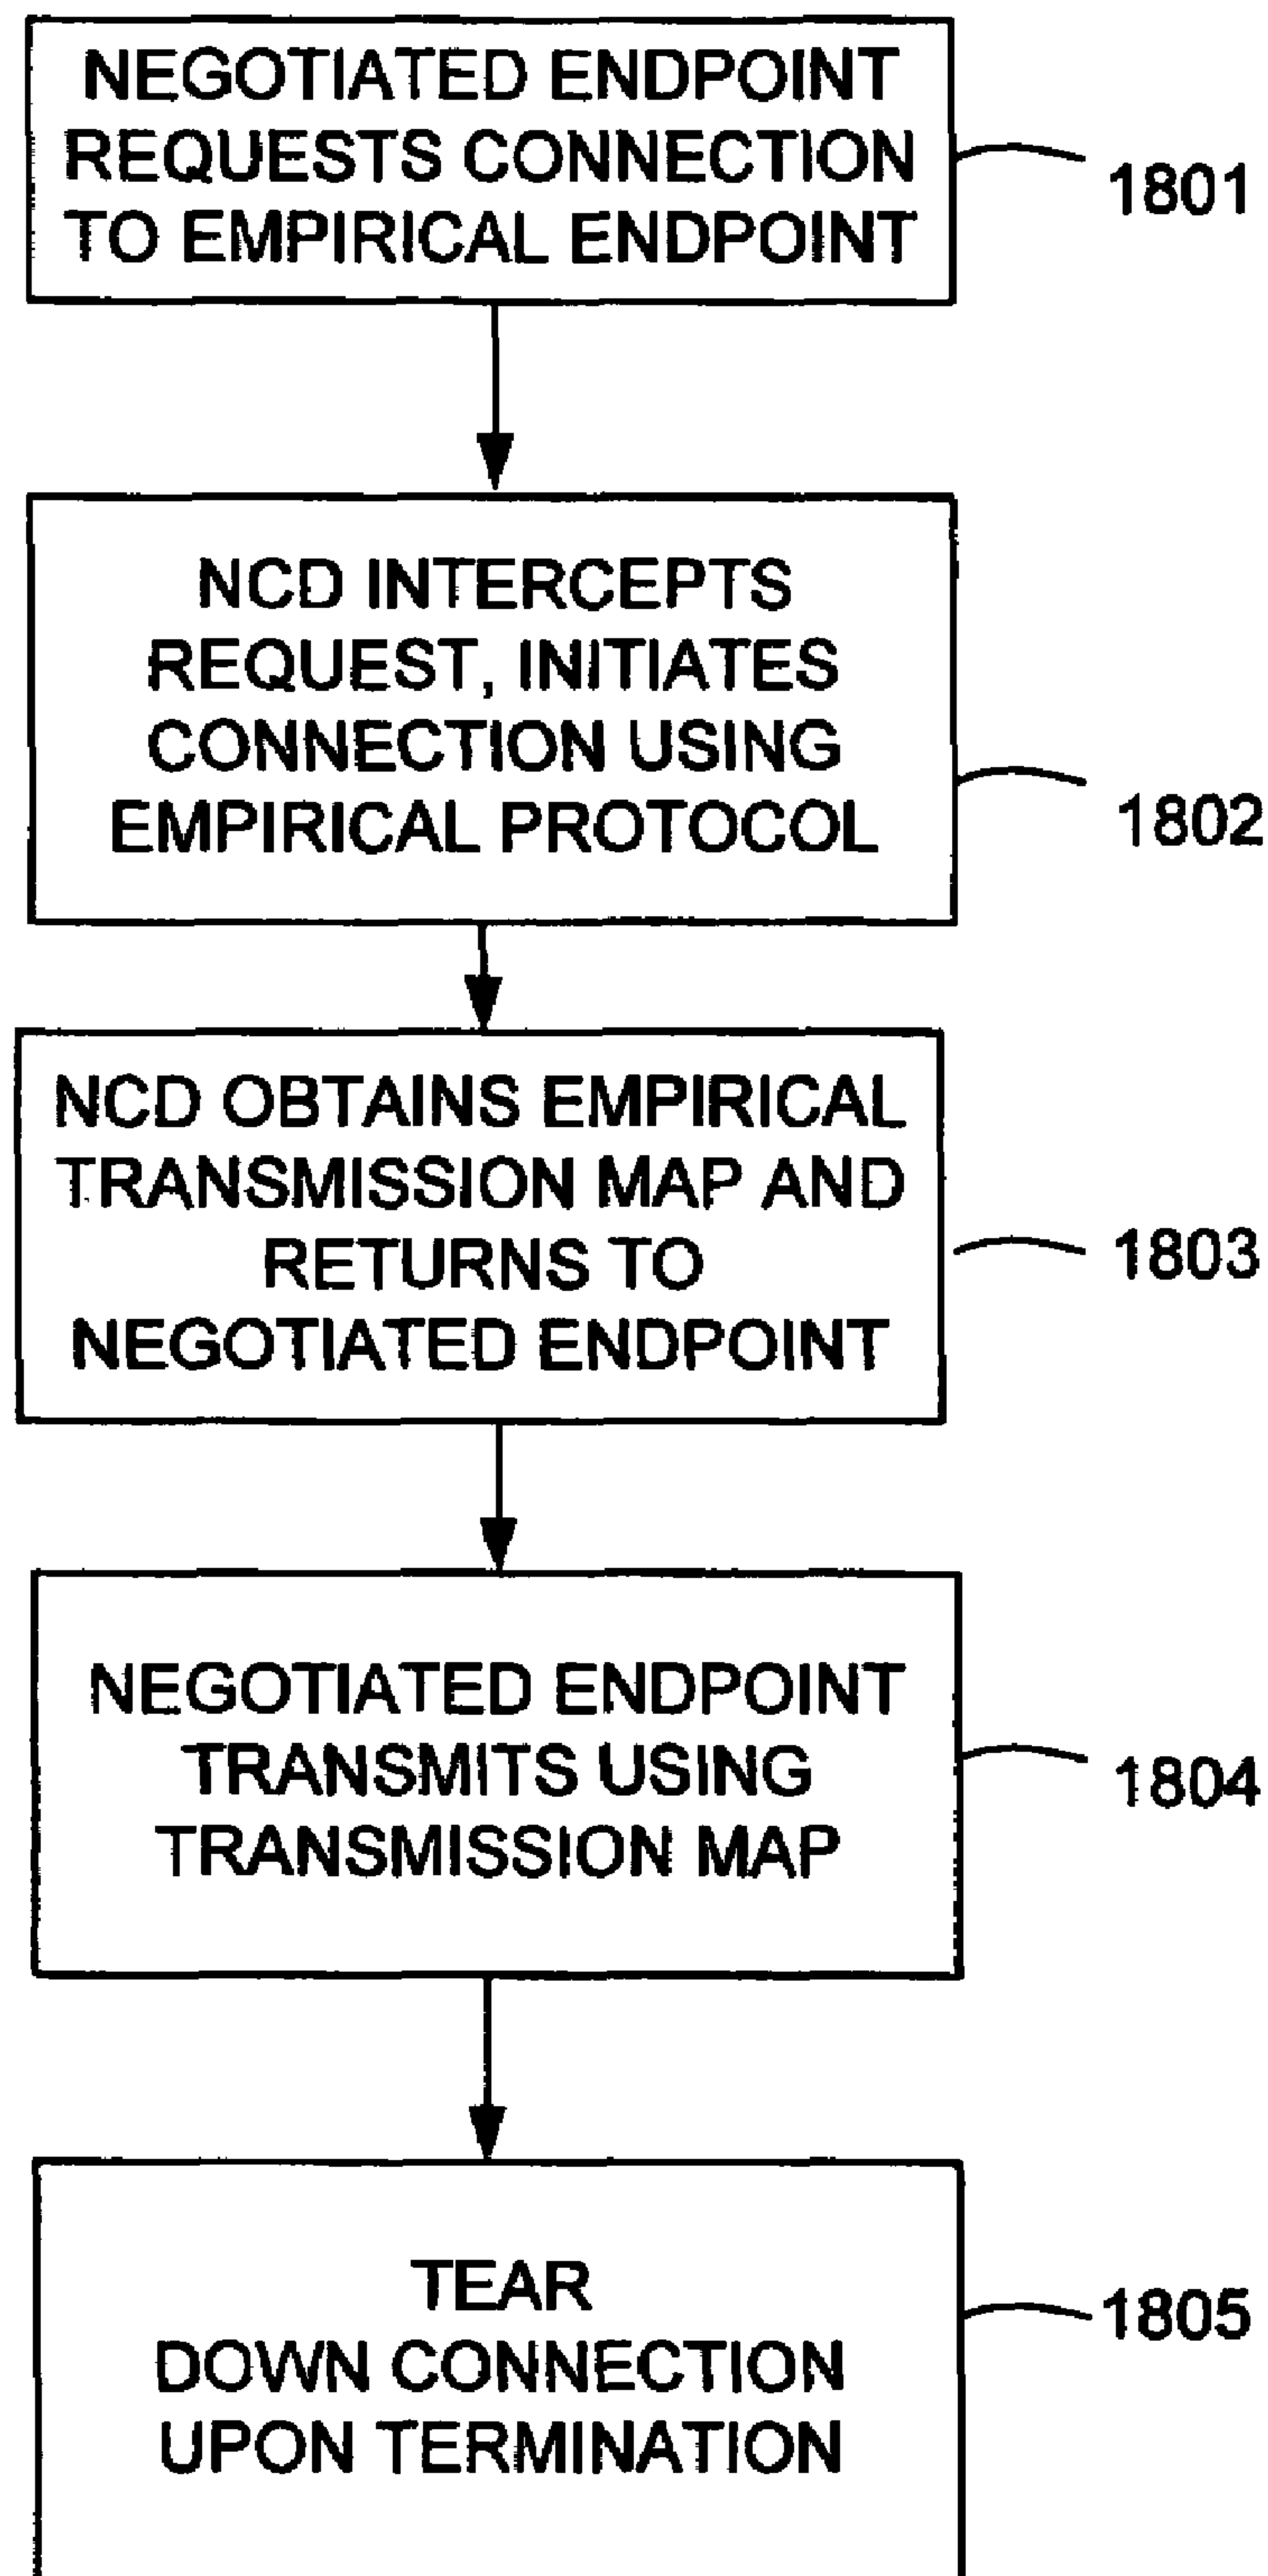 NEGOTIATED ENDPOINT
REQUESTS CONNECTION
TO EMPIRICAL ENDPOINT
1801
NCD INTERCEPTS
REQUEST, INITIATES
CONNECTION USING
EMPIRICAL PROTOCOL
1802
NCD OBTAINS EMPIRICAL
TRANSMISSION MAP AND
RETURNS TO
NEGOTIATED ENDPOINT
1803
NEGOTIATED ENDPOINT
TRANSMITS USING
TRANSMISSION MAP
1804
TEAR
DOWN CONNECTION
UPON TERMINATION
1805